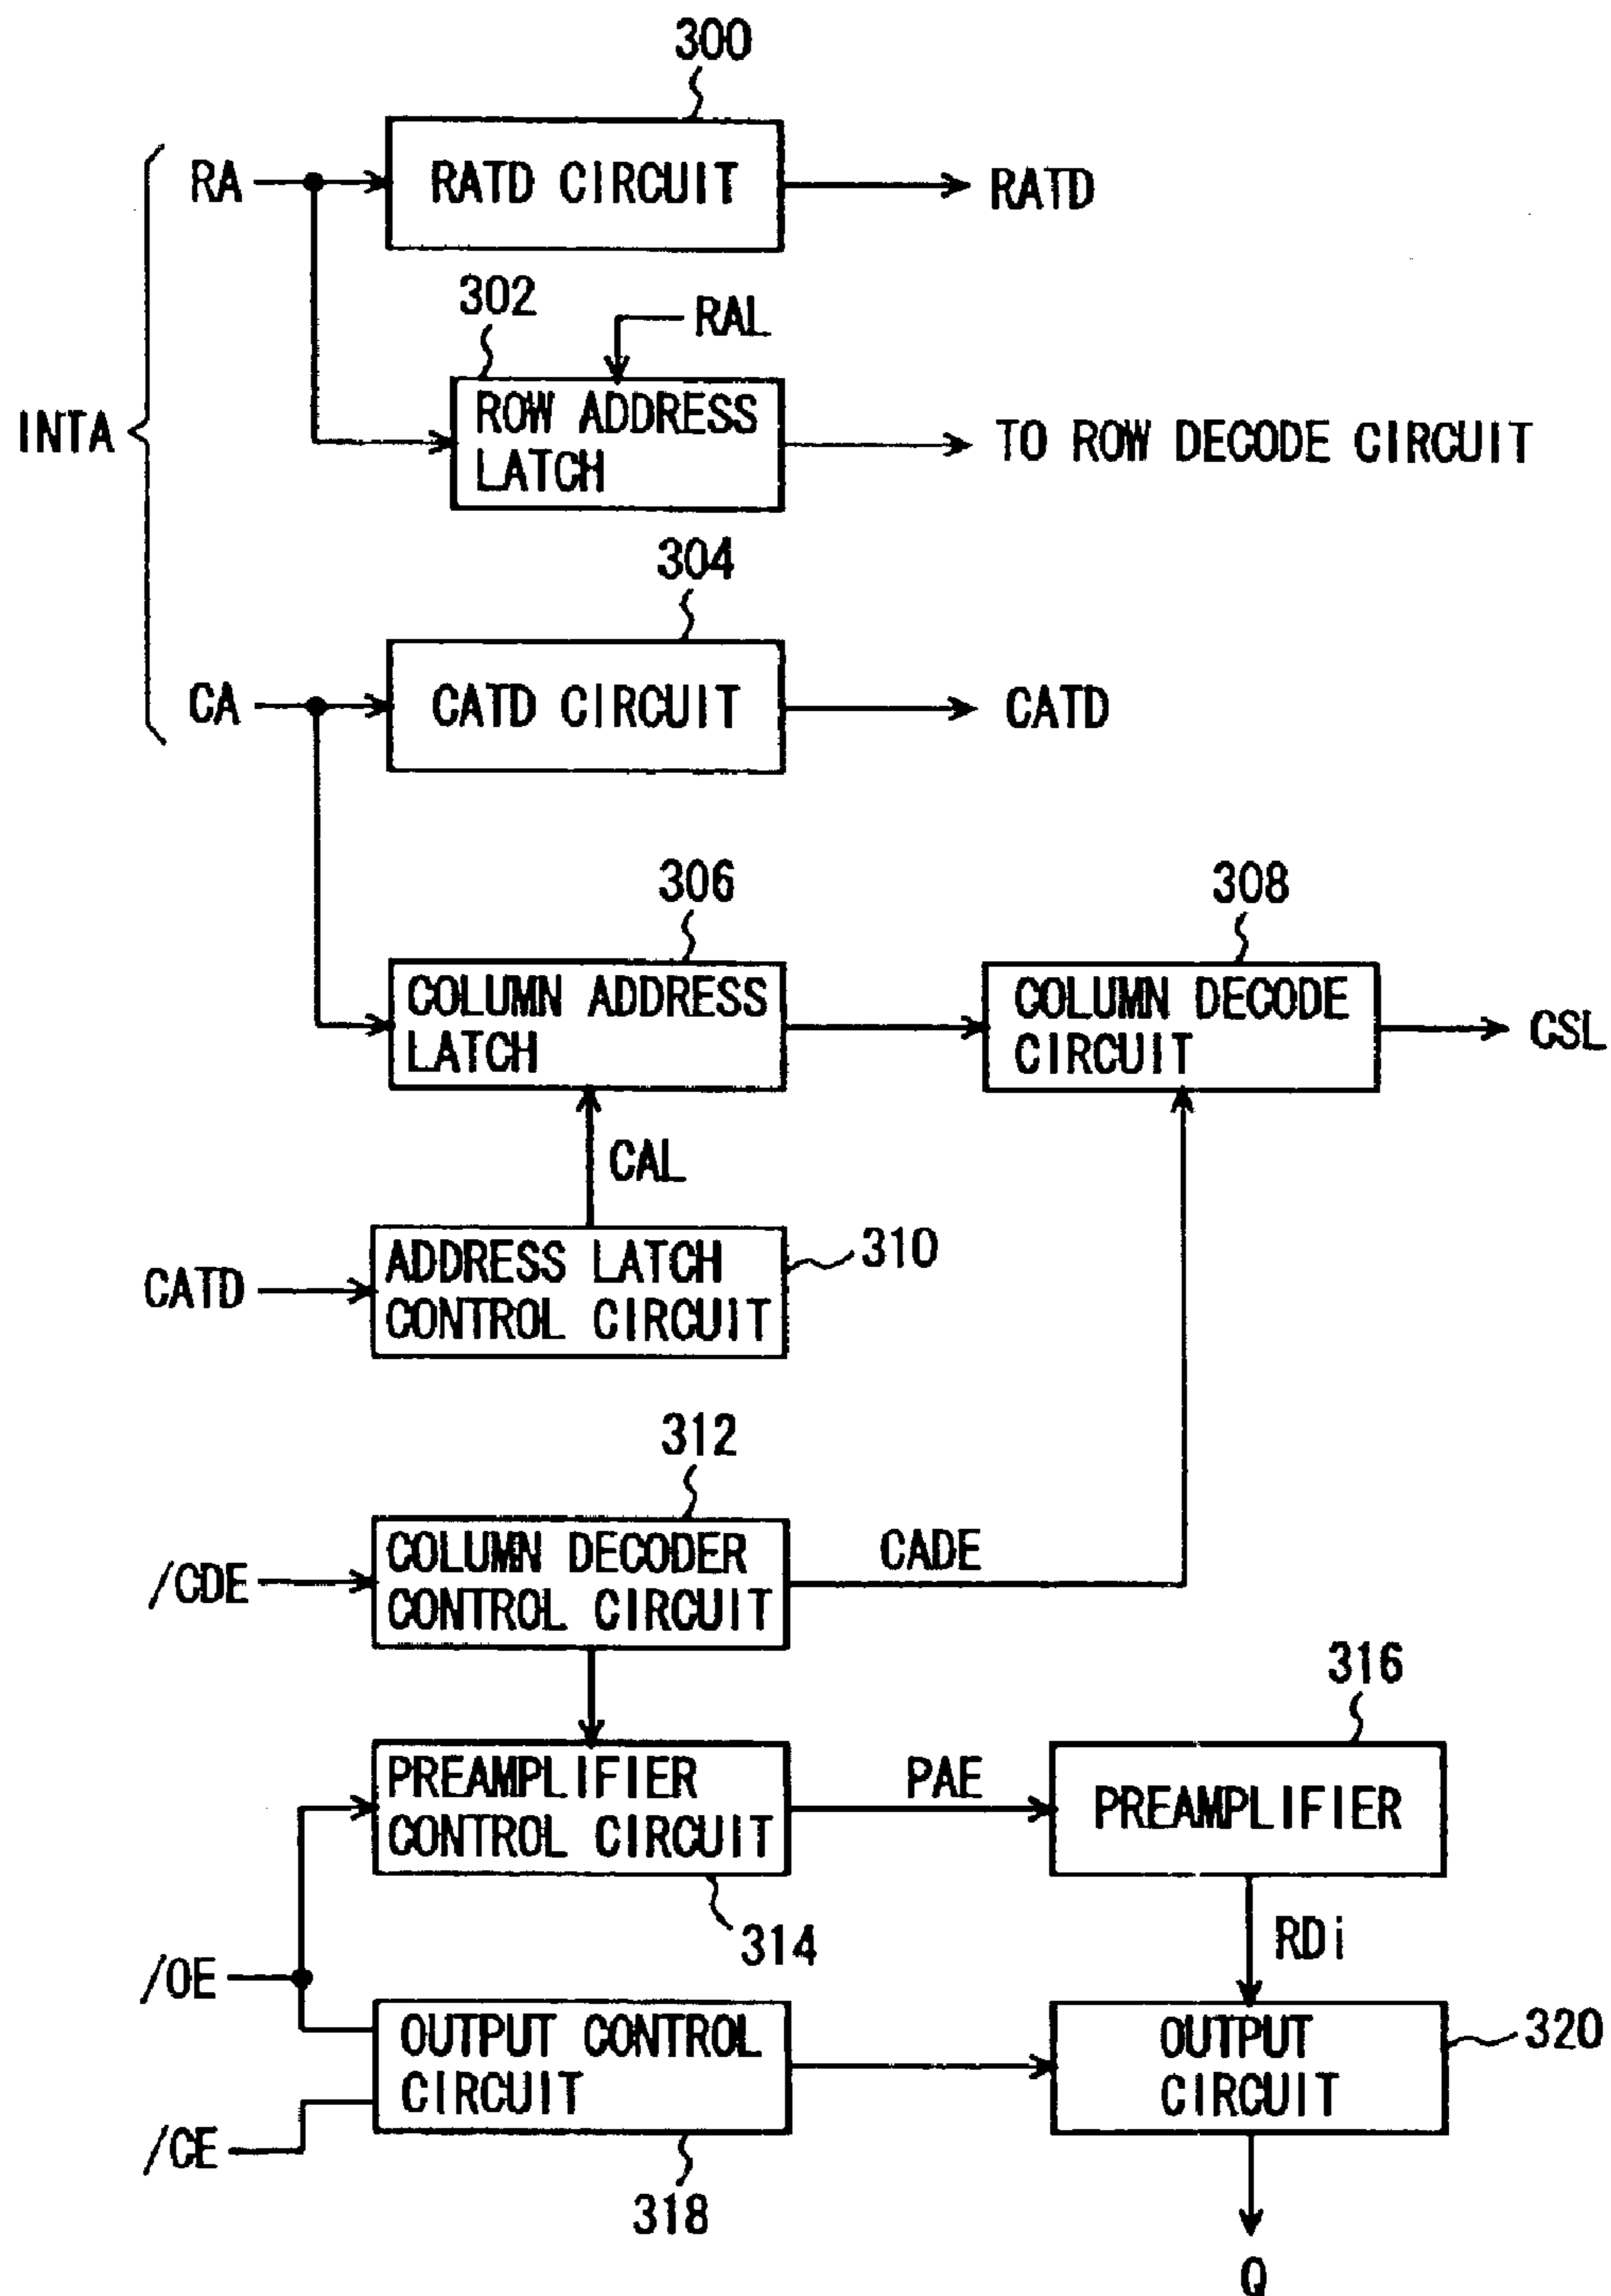 300
RA
RATD CIRCUIT
RATD
302
RAL
INTA
ROW ADDRESS
LATCH
TO ROW DECODE CIRCUIT
304
CA
CATD CIRCUIT
CATD
306
308
COLUMN ADDRESS
LATCH
COLUMN DECODE
CIRCUIT
CSL
CAL
CATD
ADDRESS LATCH
CONTROL CIRCUIT
310
312
/CDE
COLUMN DECODER
CONTROL CIRCUIT
CADE
316
PREAMPLIFIER
CONTROL CIRCUIT
PAE
PREAMPLIFIER
314
RDi
/OE
OUTPUT CONTROL
CIRCUIT
OUTPUT
CIRCUIT
320
/CE
318
Q